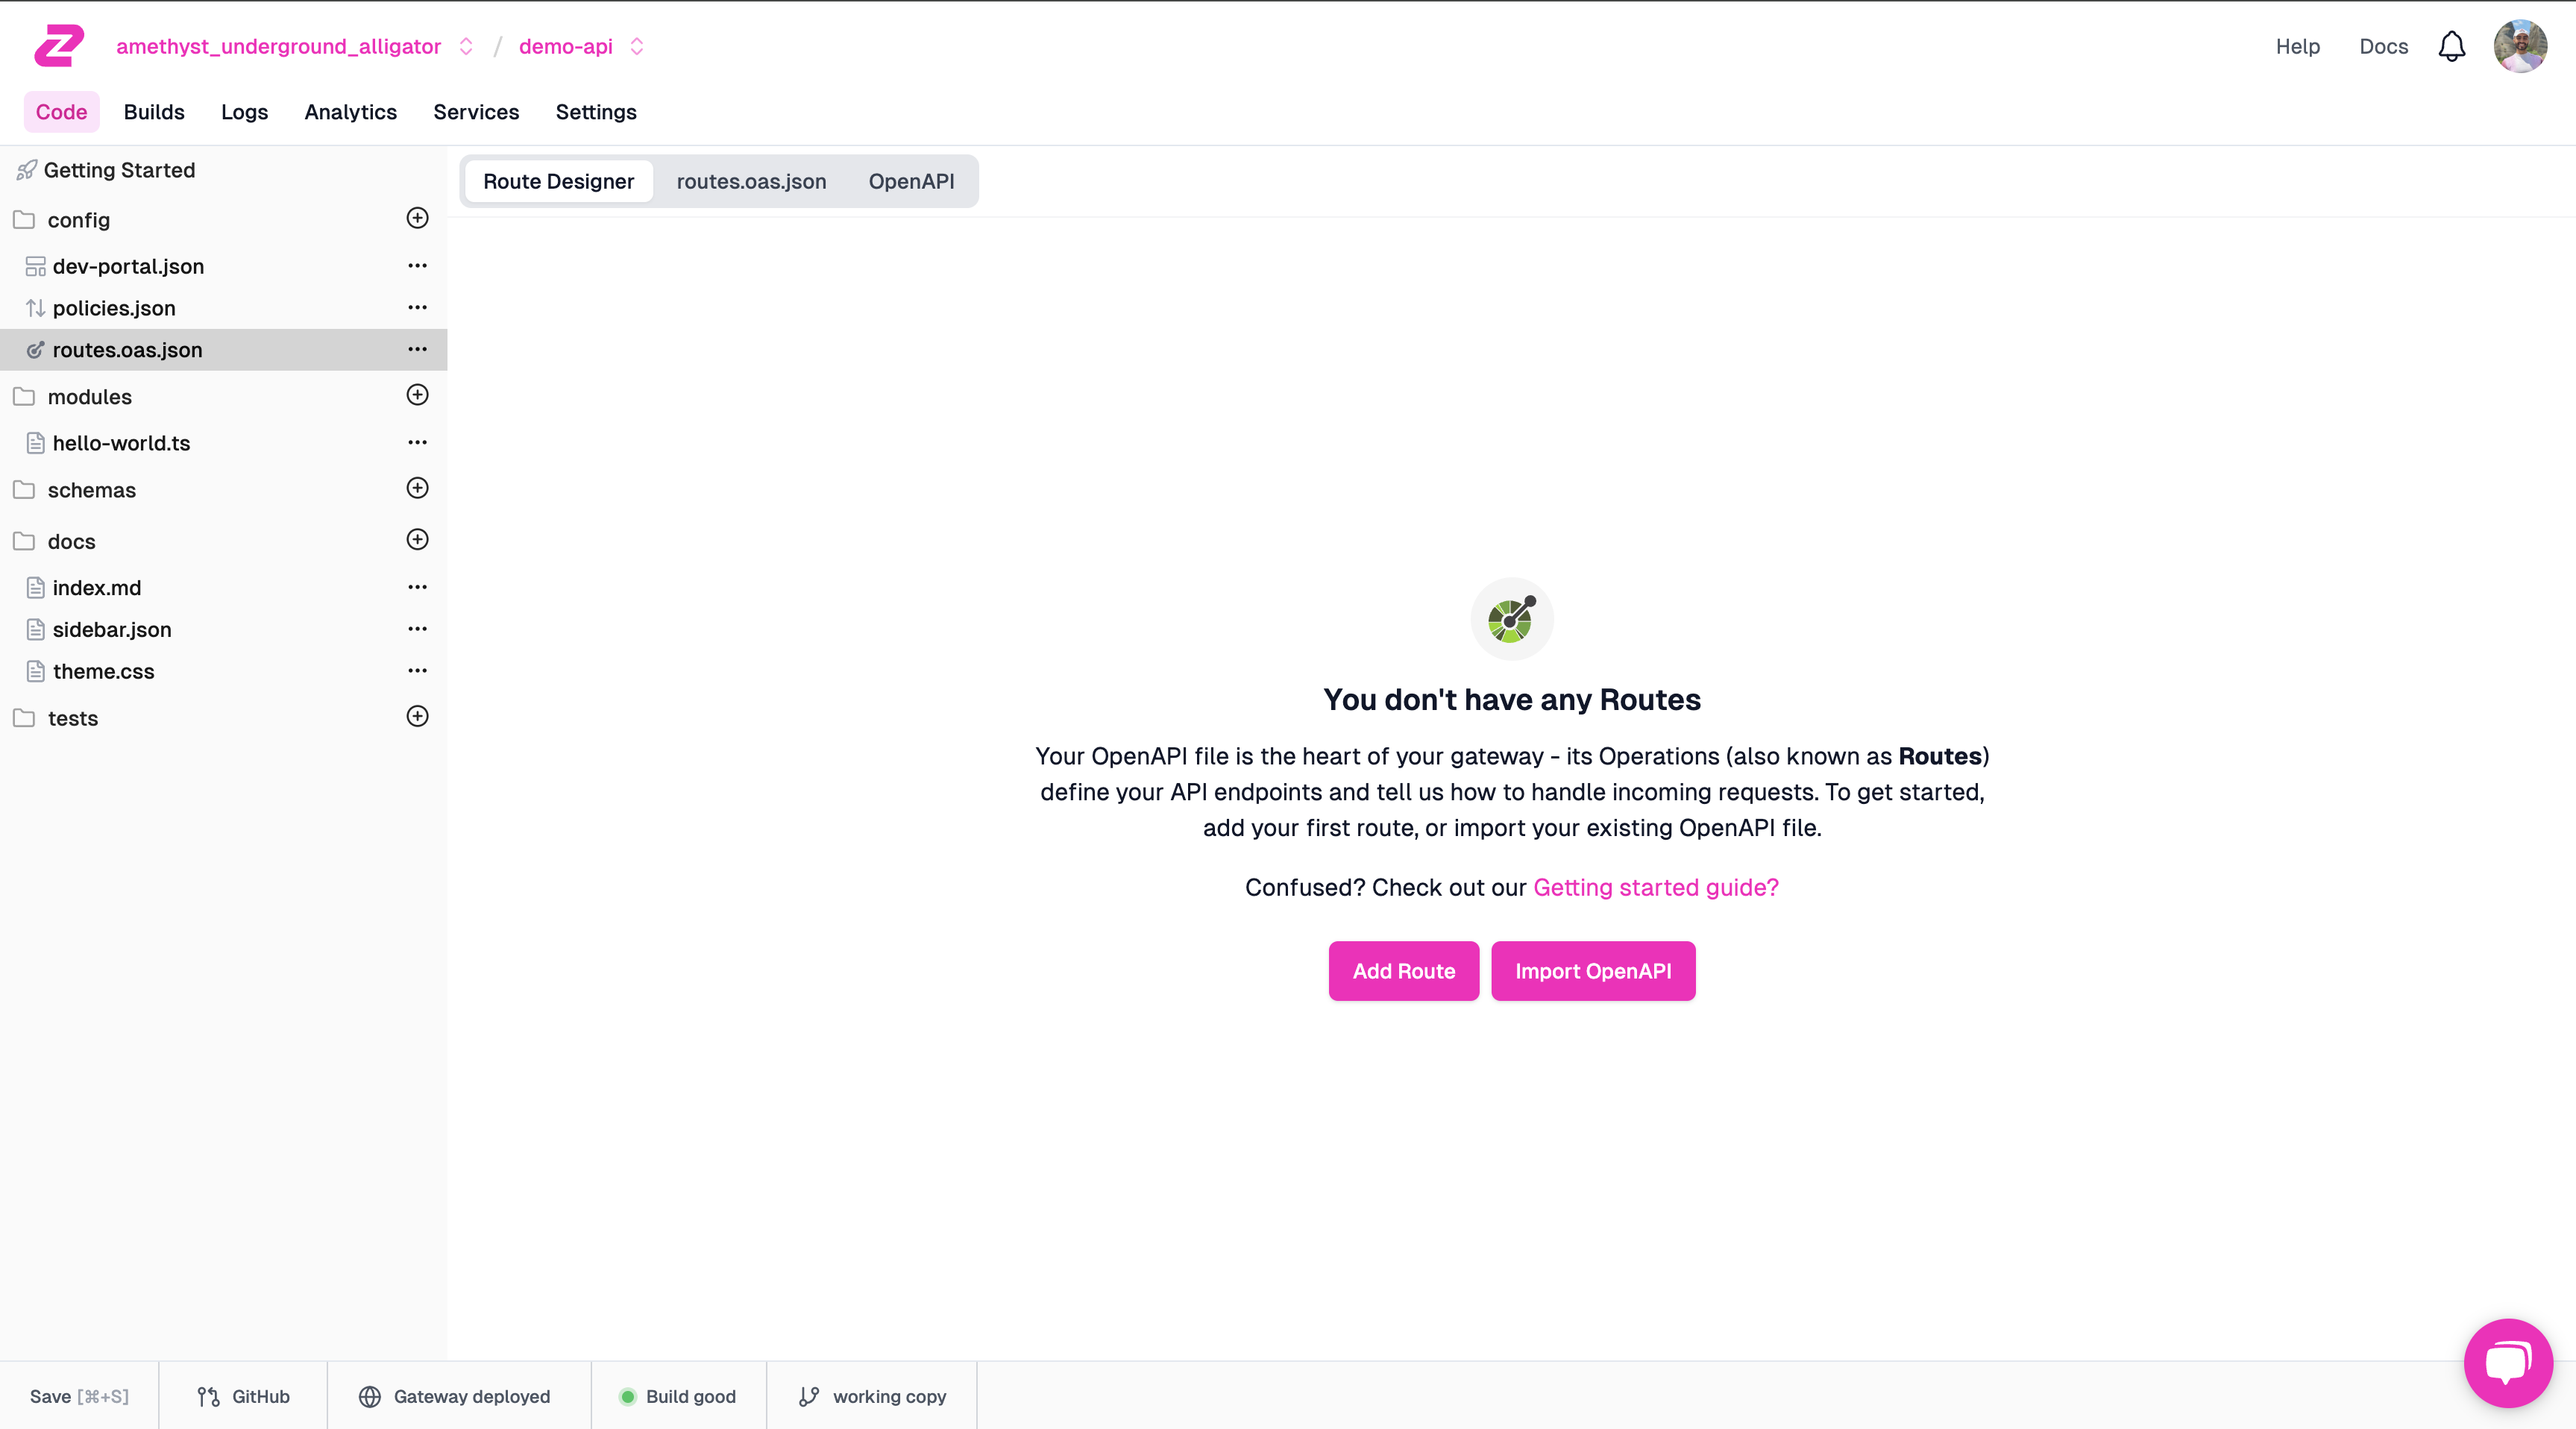 amethyst_underground_alligator / demo-api
Help Docs
Code Builds Logs Analytics Services Settings
Getting Started
config
dev-portal.json
policies.json
routes.oas.json
modules
hello-world.ts
schemas
docs
index.md
sidebar.json
theme.css
tests
Route Designer routes.oas.json OpenAPI
You don't have any Routes
Your OpenAPI file is the heart of your gateway - its Operations (also known as Routes)
define your API endpoints and tell us how to handle incoming requests. To get started,
add your first route, or import your existing OpenAPI file.
Confused? Check out our Getting started guide?
Add Route Import OpenAPI
Save [⌘+S] GitHub Gateway deployed Build good working copy